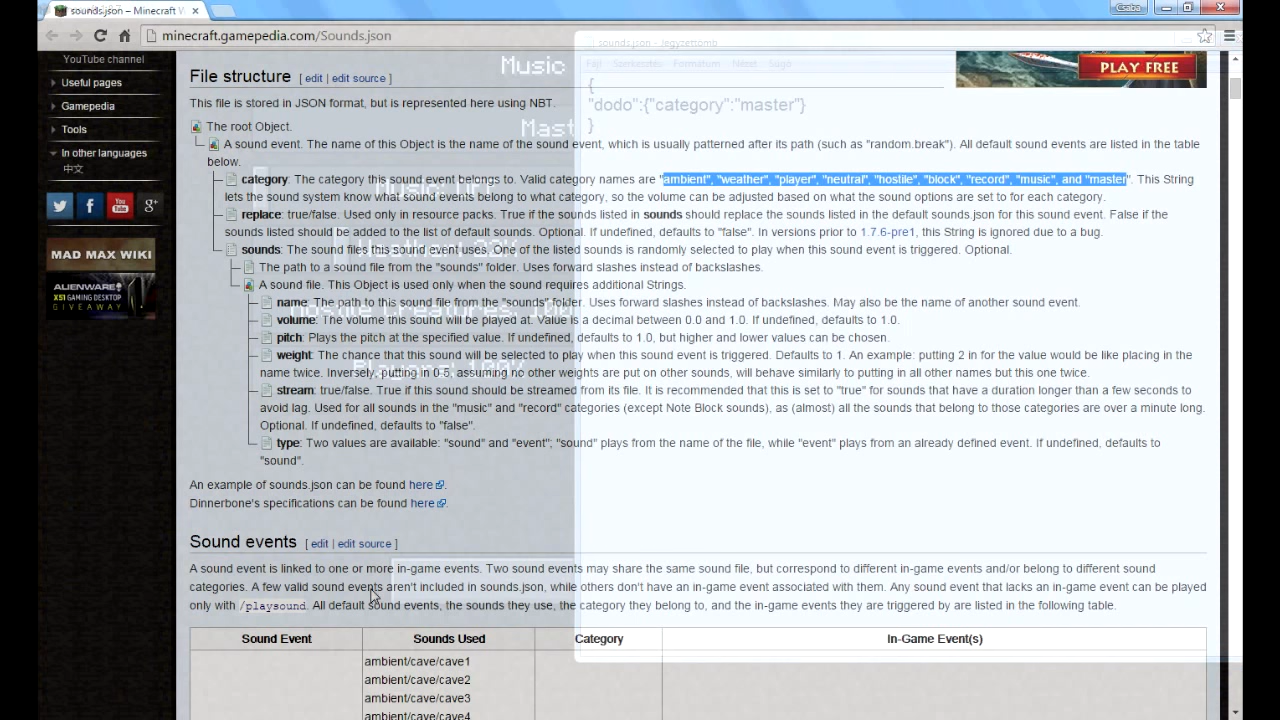 sounds.json – Minecraft W
Csaba
minecraft.gamepedia.com/Sounds.json
sounds.json - Jegyzettömb
Fájl Szerkesztés Formátum Nézet Súgó
{
"dodo":{"category":"master"}
}
Music
PLAY FREE
YouTube channel
Useful pages
Gamepedia
Tools
In other languages
中文
MAD MAX WIKI
ALIENWARE
X51 GAMING DESKTOP
GIVEAWAY
File structure [ edit | edit source ]
This file is stored in JSON format, but is represented here using NBT.
The root Object.
A sound event. The name of this Object is the name of the sound event, which is usually patterned after its path (such as "random.break"). All default sound events are listed in the table
below.
category: The category this sound event belongs to. Valid category names are "ambient", "weather", "player", "neutral", "hostile", "block", "record", "music", and "master". This String
lets the sound system know what sound events belong to what category, so the volume can be adjusted based on what the sound options are set to for each category.
replace: true/false. Used only in resource packs. True if the sounds listed in sounds should replace the sounds listed in the default sounds.json for this sound event. False if the
sounds listed should be added to the list of default sounds. Optional. If undefined, defaults to "false". In versions prior to 1.7.6-pre1, this String is ignored due to a bug.
sounds: The sound files this sound event uses. One of the listed sounds is randomly selected to play when this sound event is triggered. Optional.
The path to a sound file from the "sounds" folder. Uses forward slashes instead of backslashes.
A sound file. This Object is used only when the sound requires additional Strings.
name: The path to this sound file from the "sounds" folder. Uses forward slashes instead of backslashes. May also be the name of another sound event.
volume: The volume this sound will be played at. Value is a decimal between 0.0 and 1.0. If undefined, defaults to 1.0.
pitch: Plays the pitch at the specified value. If undefined, defaults to 1.0, but higher and lower values can be chosen.
weight: The chance that this sound will be selected to play when this sound event is triggered. Defaults to 1. An example: putting 2 in for the value would be like placing in the
name twice. Inversely, putting in 0.5, assuming no other weights are put on other sounds, will behave similarly to putting in all other names but this one twice.
stream: true/false. True if this sound should be streamed from its file. It is recommended that this is set to "true" for sounds that have a duration longer than a few seconds to
avoid lag. Used for all sounds in the "music" and "record" categories (except Note Block sounds), as (almost) all the sounds that belong to those categories are over a minute long.
Optional. If undefined, defaults to "false".
type: Two values are available: "sound" and "event"; "sound" plays from the name of the file, while "event" plays from an already defined event. If undefined, defaults to
"sound".
An example of sounds.json can be found here.
Dinnerbone's specifications can be found here.
Sound events [ edit | edit source ]
A sound event is linked to one or more in-game events. Two sound events may share the same sound file, but correspond to different in-game events and/or belong to different sound
categories. A few valid sound events aren't included in sounds.json, while others don't have an in-game event associated with them. Any sound event that lacks an in-game event can be played
only with /playsound. All default sound events, the sounds they use, the category they belong to, and the in-game events they are triggered by are listed in the following table.
Sound Event Sounds Used Category In-Game Event(s)
ambient/cave/cave1
ambient/cave/cave2
ambient/cave/cave3
ambient/cave/cave4